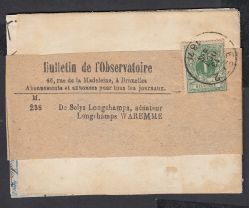 Bulletin de l'Observatoire
46, rue de la Madeleine, à Bruxelles
Abonnements et annonces pour tous les journaux.
M.
235
De Selys Longchamps, sénateur
Longchamps WAREMME